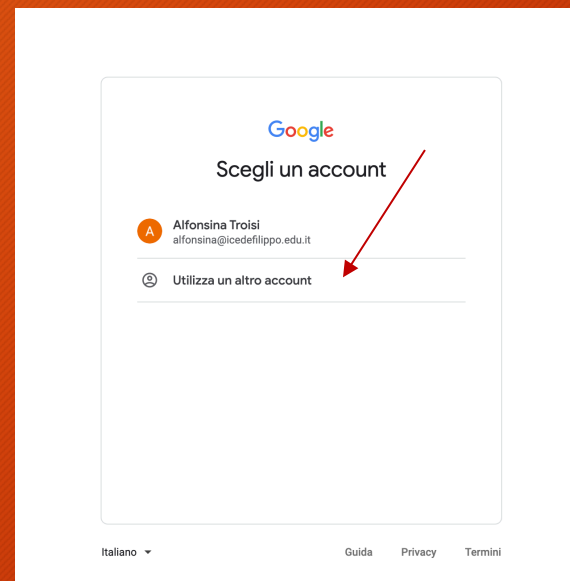 Google
Scegli un account
A
Alfonsina Troisi
alfonsina@icedefilippo.edu.it
Utilizza un altro account
Italiano
Guida Privacy Termini